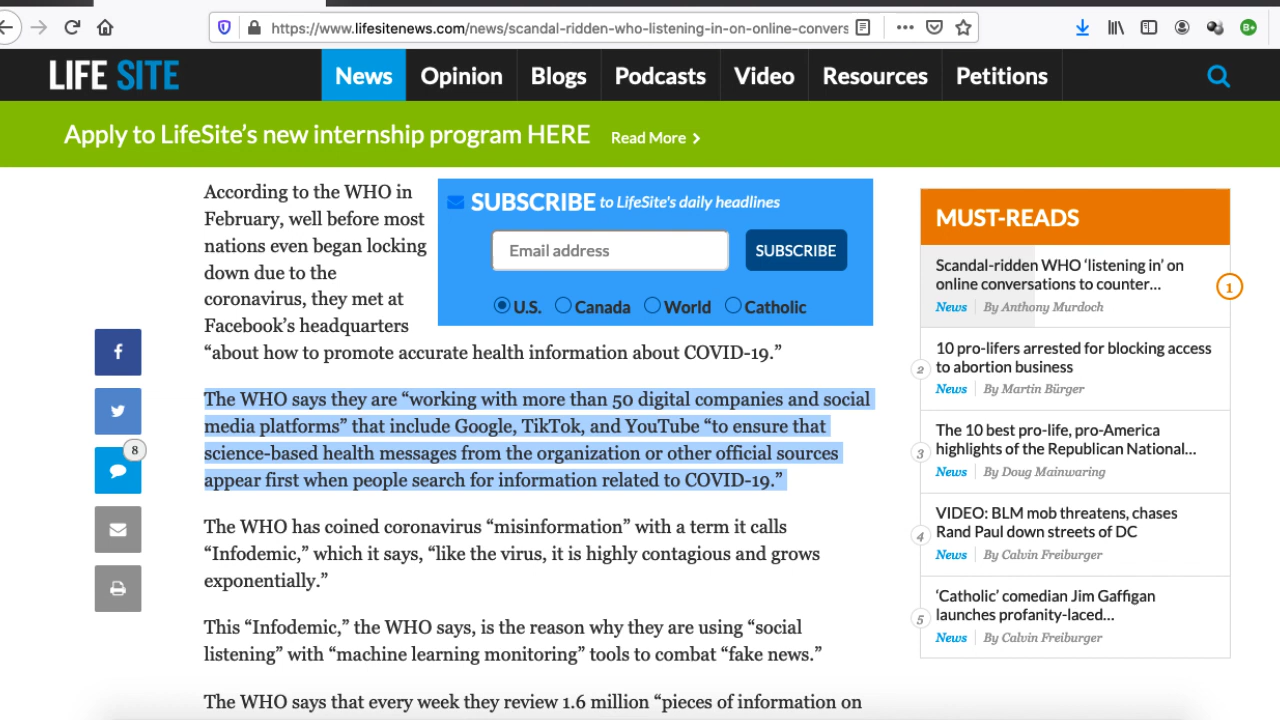 https://www.lifesitenews.com/news/scandal-ridden-who-listening-in-on-online-convers
B+
LIFE SITE
News
Opinion
Blogs
Podcasts
Video
Resources
Petitions
Apply to LifeSite's new internship program HERE
Read More
According to the WHO in
February, well before most
nations even began locking
down due to the
coronavirus, they met at
Facebook’s headquarters
“about how to promote accurate health information about COVID-19.”
SUBSCRIBE to LifeSite's daily headlines
Email address
SUBSCRIBE
U.S.
Canada
World
Catholic
f
8
The WHO says they are “working with more than 50 digital companies and social
media platforms” that include Google, TikTok, and YouTube “to ensure that
science-based health messages from the organization or other official sources
appear first when people search for information related to COVID-19.”
The WHO has coined coronavirus “misinformation” with a term it calls
“Infodemic,” which it says, “like the virus, it is highly contagious and grows
exponentially.”
This “Infodemic,” the WHO says, is the reason why they are using “social
listening” with “machine learning monitoring” tools to combat “fake news.”
The WHO says that every week they review 1.6 million “pieces of information on
MUST-READS
Scandal-ridden WHO ‘listening in’ on
online conversations to counter...
News By Anthony Murdoch
1
10 pro-lifers arrested for blocking access
to abortion business
2
News By Martin Bürger
The 10 best pro-life, pro-America
highlights of the Republican National...
3
News By Doug Mainwaring
VIDEO: BLM mob threatens, chases
Rand Paul down streets of DC
4
News By Calvin Freiburger
‘Catholic’ comedian Jim Gaffigan
launches profanity-laced...
5
News By Calvin Freiburger